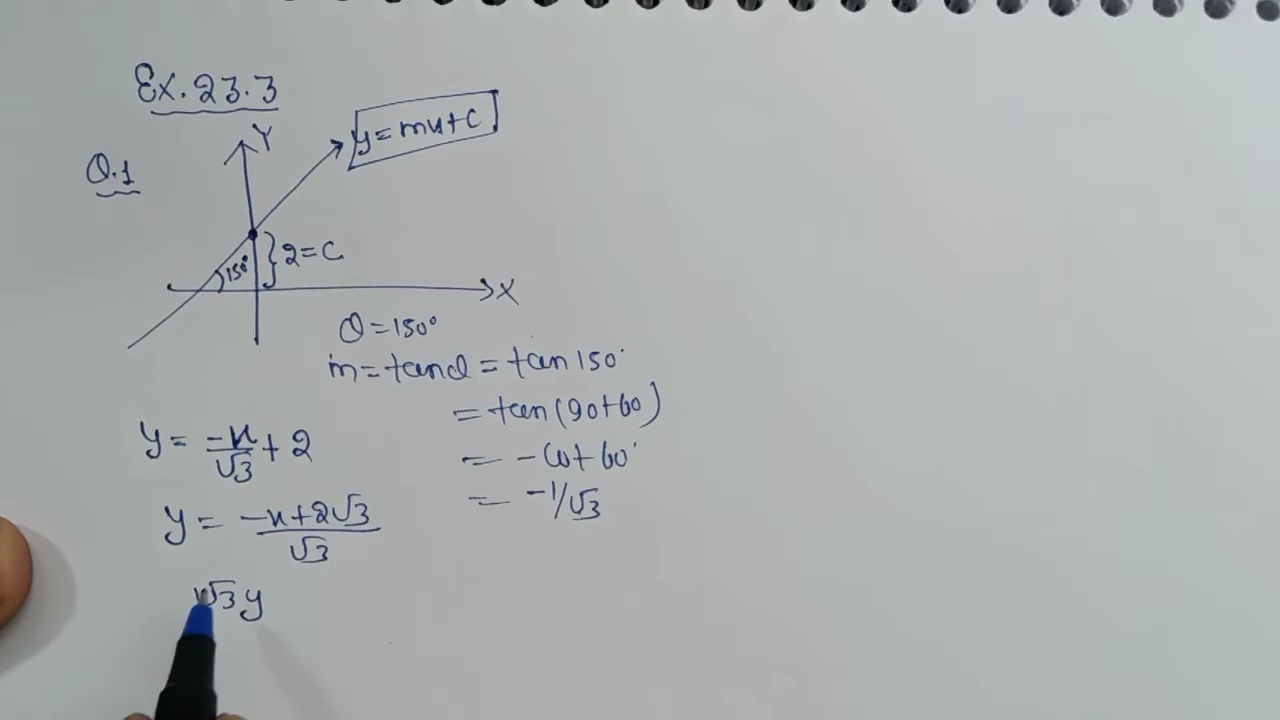 Ex. 23.3
Q.1
Y
y = mx + c
150°
2 = C
X
θ = 150°
m = tanθ = tan 150°
= tan(90+60)
= -cot 60°
= -1/√3
y = -x/√3 + 2
y = (-x+2√3)/√3
√3 y